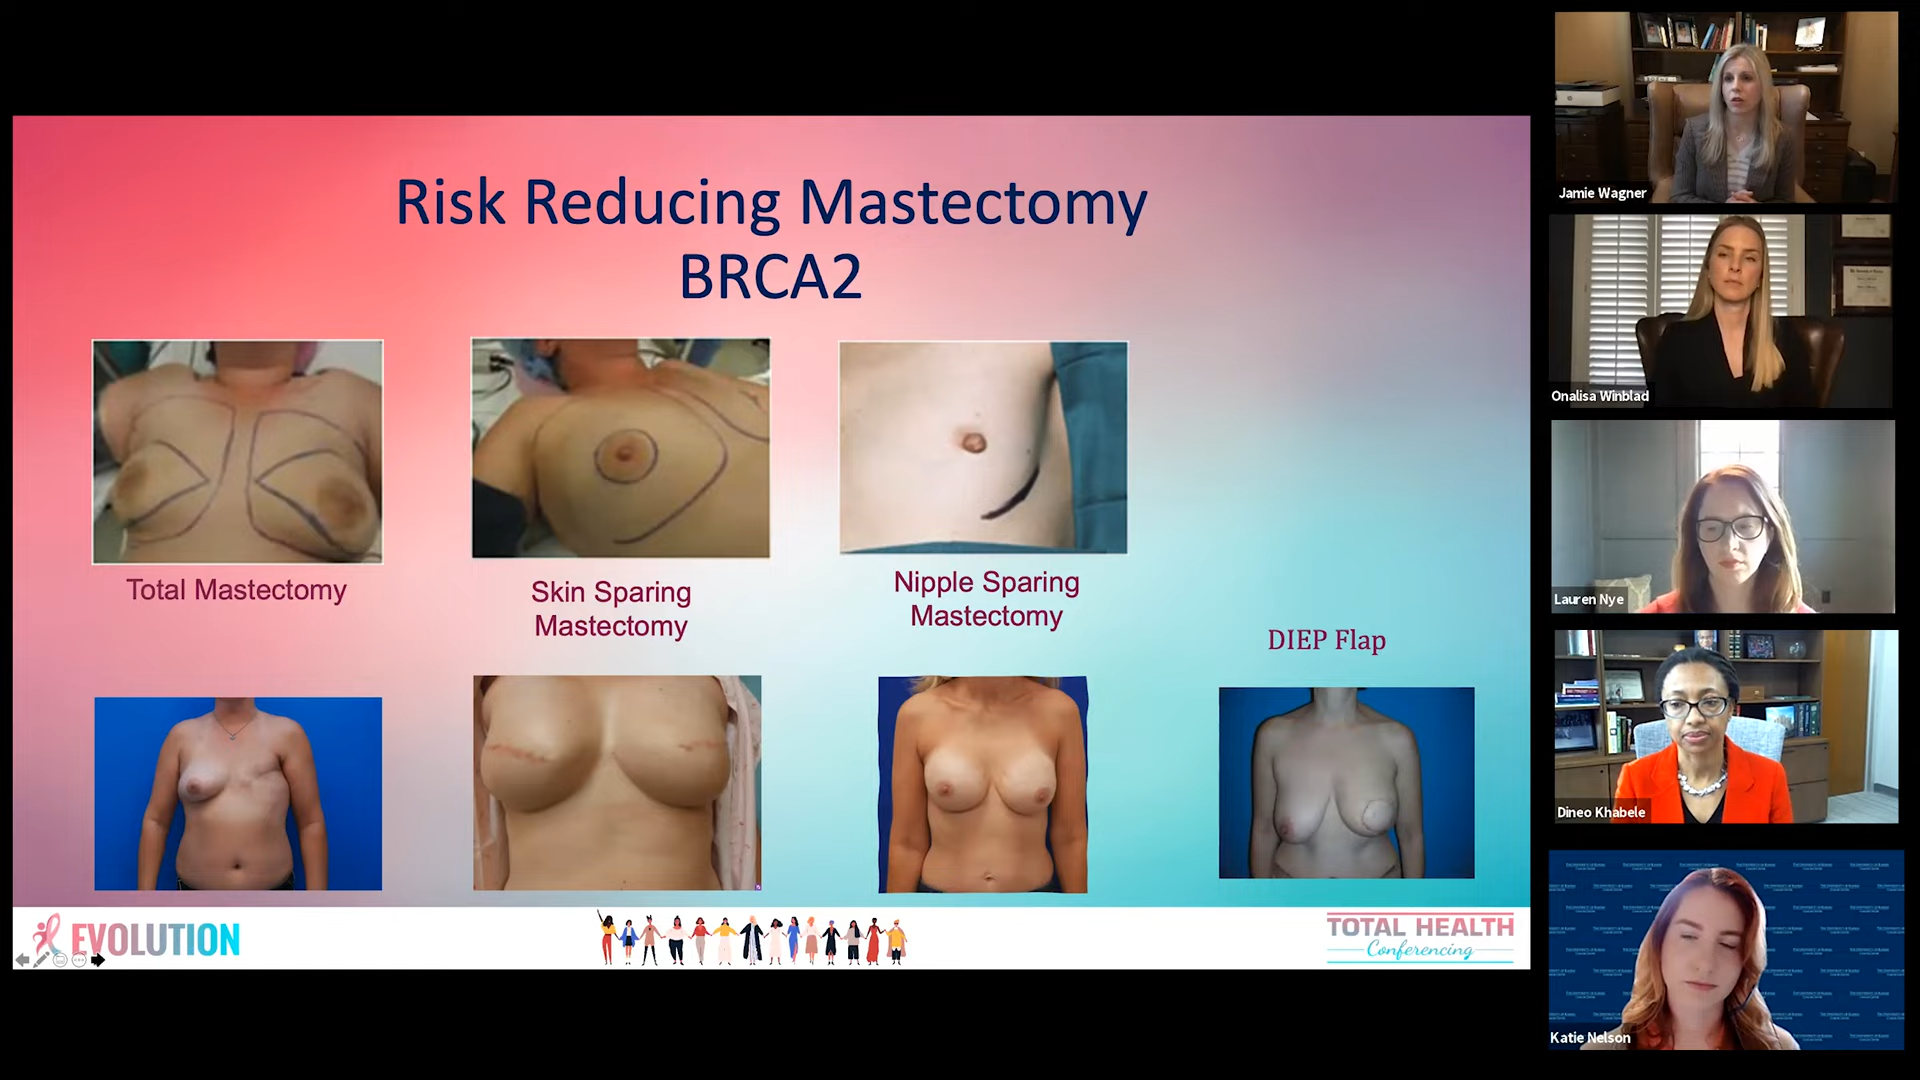 Risk Reducing Mastectomy
BRCA2
Total Mastectomy
Skin Sparing
Mastectomy
Nipple Sparing
Mastectomy
DIEP Flap
EVOLUTION
TOTAL HEALTH
Conferencing
Jamie Wagner
Onalisa Winblad
Lauren Nye
Dineo Khabele
Katie Nelson